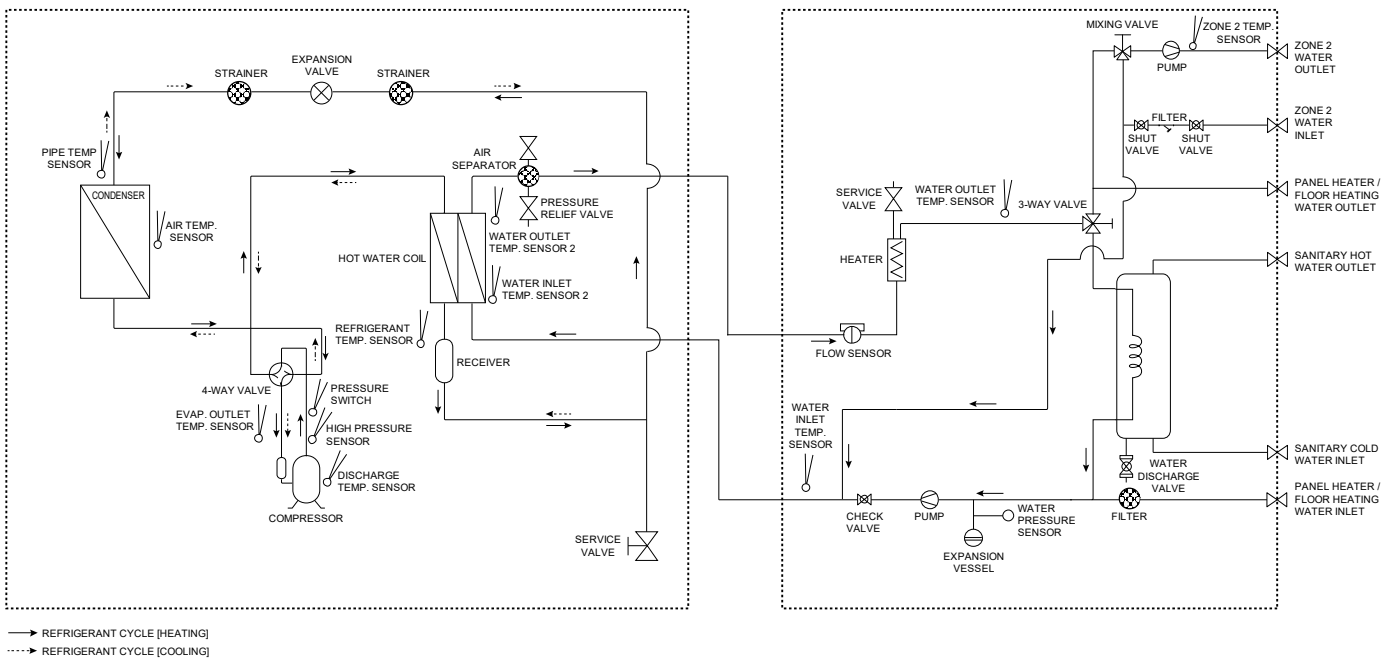 MIXING VALVE
ZONE 2 TEMP.
SENSOR
PUMP
ZONE 2
WATER
OUTLET
EXPANSION
VALVE
STRAINER
STRAINER
FILTER
SHUT
VALVE
SHUT
VALVE
ZONE 2
WATER
INLET
PIPE TEMP
SENSOR
AIR
SEPARATOR
CONDENSER
AIR TEMP.
SENSOR
PRESSURE
RELIEF VALVE
SERVICE
VALVE
WATER OUTLET
TEMP. SENSOR
3-WAY VALVE
PANEL HEATER /
FLOOR HEATING
WATER OUTLET
WATER OUTLET
TEMP. SENSOR 2
HOT WATER COIL
WATER INLET
TEMP. SENSOR 2
HEATER
SANITARY HOT
WATER OUTLET
REFRIGERANT
TEMP. SENSOR
RECEIVER
FLOW SENSOR
4-WAY VALVE
PRESSURE
SWITCH
EVAP. OUTLET
TEMP. SENSOR
HIGH PRESSURE
SENSOR
DISCHARGE
TEMP. SENSOR
COMPRESSOR
SERVICE
VALVE
WATER
INLET
TEMP.
SENSOR
WATER
DISCHARGE
VALVE
SANITARY COLD
WATER INLET
CHECK
VALVE
PUMP
WATER
PRESSURE
SENSOR
EXPANSION
VESSEL
FILTER
PANEL HEATER /
FLOOR HEATING
WATER INLET
REFRIGERANT CYCLE [HEATING]
REFRIGERANT CYCLE [COOLING]